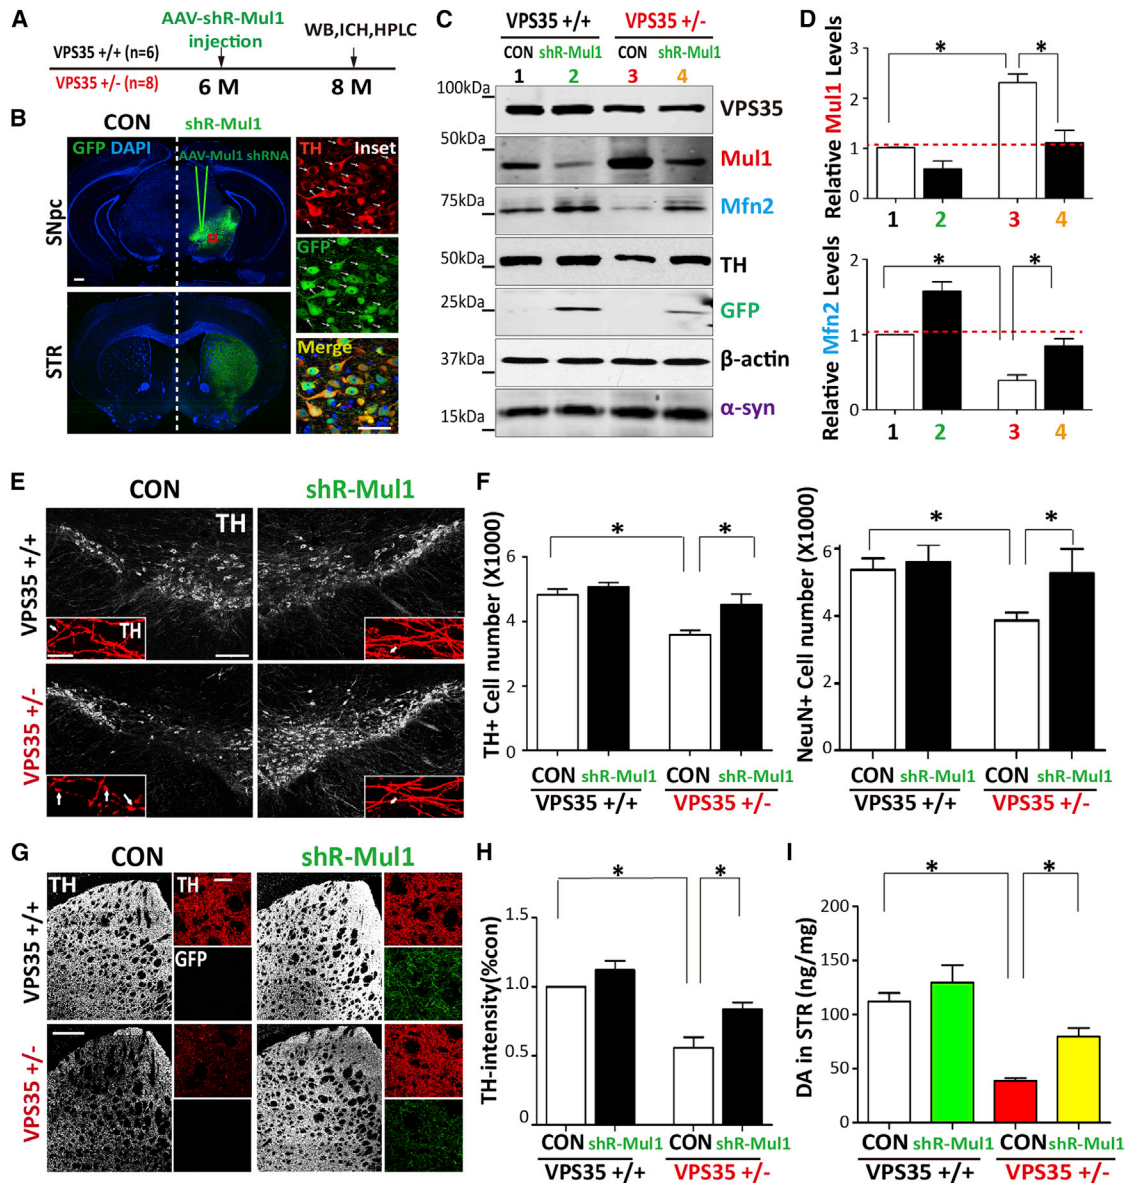 A
AAV-shR-Mul1
injection
WB,ICH,HPLC
VPS35 +/+ (n=6)
VPS35 +/- (n=8)
6 M
8 M
B
CON
shR-Mul1
GFP DAPI
AAV-Mul1 shRNA
SNpc
STR
TH
Inset
GFP
Merge
C
VPS35 +/+
VPS35 +/-
CON
shR-Mul1
CON
shR-Mul1
1
2
3
4
100kDa
VPS35
50kDa
Mul1
75kDa
Mfn2
50kDa
TH
25kDa
GFP
37kDa
β-actin
15kDa
α-syn
D
Relative Mul1 Levels
3
2
1
0
*
*
1
2
3
4
Relative Mfn2 Levels
2
1
0
*
*
1
2
3
4
E
CON
shR-Mul1
VPS35 +/+
TH
TH
VPS35 +/-
F
TH+ Cell number (X1000)
6
4
2
0
*
*
CON
shR-Mul1
CON
shR-Mul1
VPS35 +/+
VPS35 +/-
NeuN+ Cell number (X1000)
6
4
2
0
*
*
CON
shR-Mul1
CON
shR-Mul1
VPS35 +/+
VPS35 +/-
G
CON
shR-Mul1
VPS35 +/+
TH
TH
GFP
VPS35 +/-
H
TH-intensity(%con)
1.5
1.0
0.5
0
*
*
CON
shR-Mul1
CON
shR-Mul1
VPS35 +/+
VPS35 +/-
I
DA in STR (ng/mg)
200
150
100
50
0
*
*
CON
shR-Mul1
CON
shR-Mul1
VPS35 +/+
VPS35 +/-